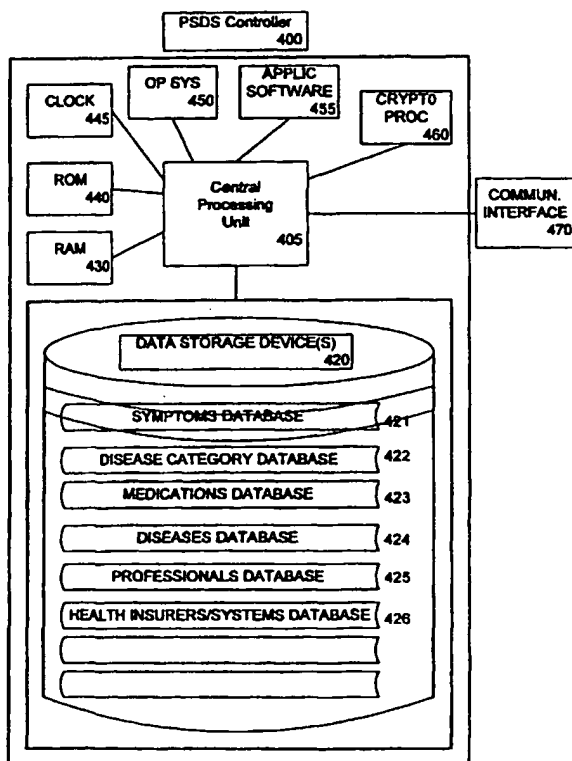 PSDS Controller
400
CLOCK
445
OP SYS
450
APPLIC
SOFTWARE
455
CRYPT0
PROC
460
ROM
440
Central
Processing
Unit
405
COMMUN.
INTERFACE
470
RAM
430
DATA STORAGE DEVICE(S)
420
SYMPTOMS DATABASE
421
DISEASE CATEGORY DATABASE
422
MEDICATIONS DATABASE
423
DISEASES DATABASE
424
PROFESSIONALS DATABASE
425
HEALTH INSURERS/SYSTEMS DATABASE
426